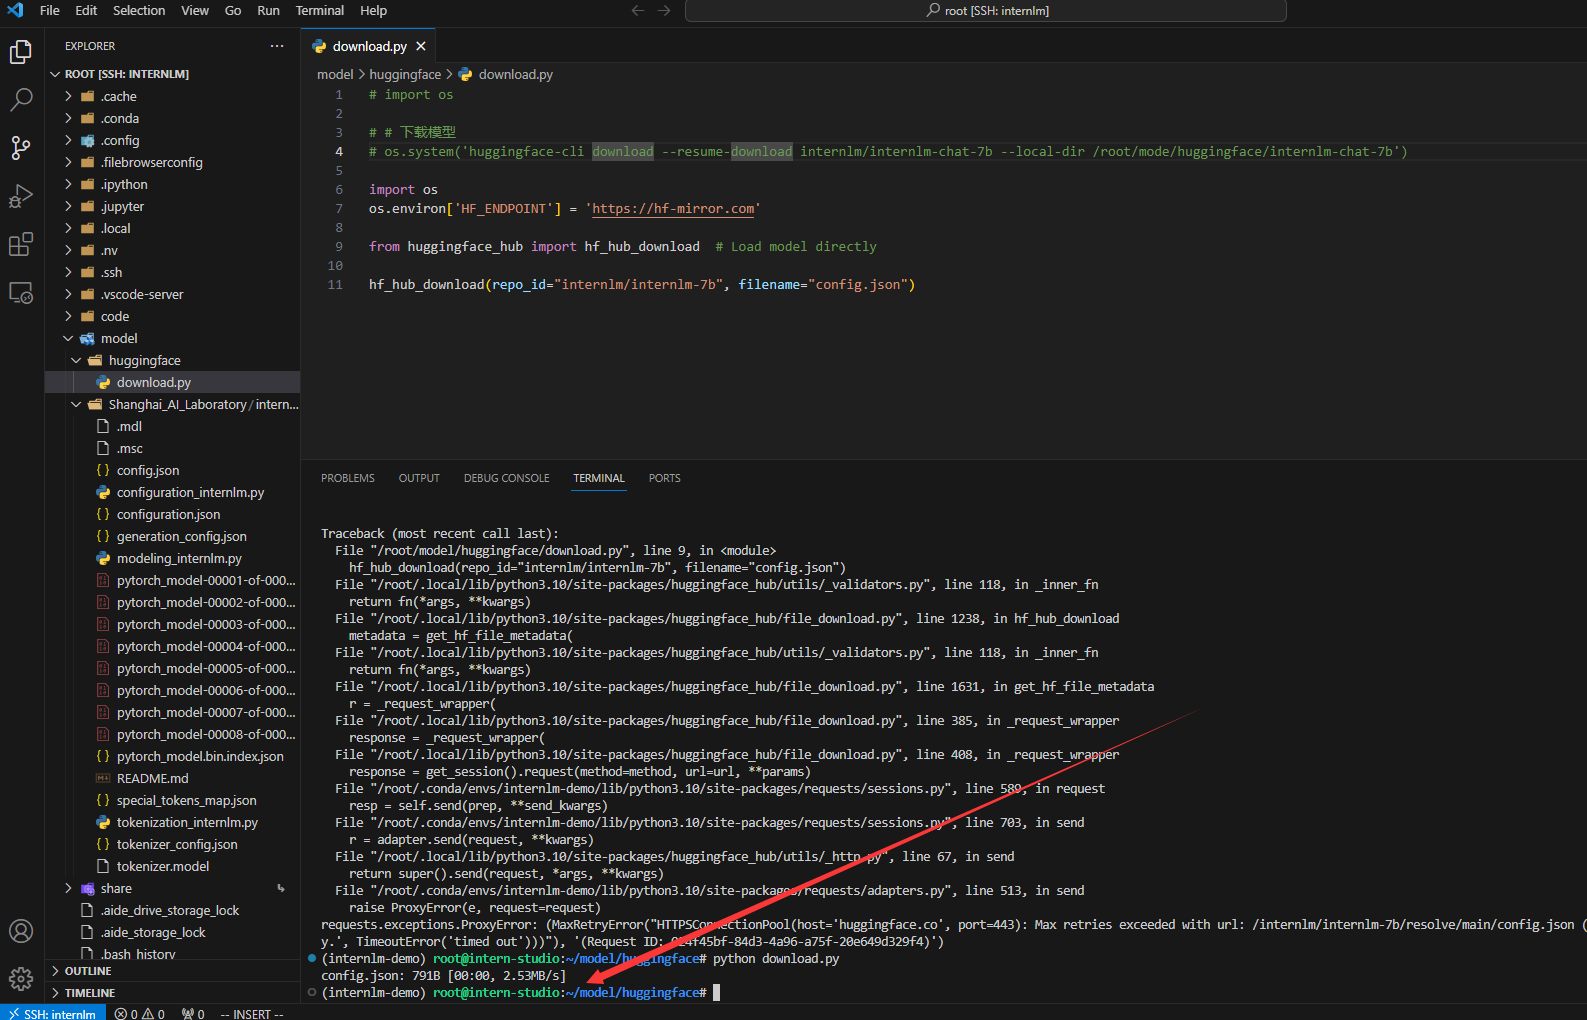 File Edit Selection View Go Run Terminal Help
root [SSH: internlm]
EXPLORER
ROOT [SSH: INTERNLM]
.cache
.conda
.config
.filebrowserconfig
.ipython
.jupyter
.local
.nv
.ssh
.vscode-server
code
model
huggingface
download.py
Shanghai_AI_Laboratory/intern...
.mdl
.msc
config.json
configuration_internlm.py
configuration.json
generation_config.json
modeling_internlm.py
pytorch_model-00001-of-000...
pytorch_model-00002-of-000...
pytorch_model-00003-of-000...
pytorch_model-00004-of-000...
pytorch_model-00005-of-000...
pytorch_model-00006-of-000...
pytorch_model-00007-of-000...
pytorch_model-00008-of-000...
pytorch_model.bin.index.json
README.md
special_tokens_map.json
tokenization_internlm.py
tokenizer_config.json
tokenizer.model
share
.aide_drive_storage_lock
.aide_storage_lock
.bash_history
OUTLINE
TIMELINE
download.py
model > huggingface > download.py
1 # import os
2
3 # # 下载模型
4 # os.system('huggingface-cli download --resume-download internlm/internlm-chat-7b --local-dir /root/mode/huggingface/internlm-chat-7b')
5
6 import os
7 os.environ['HF_ENDPOINT'] = 'https://hf-mirror.com'
8
9 from huggingface_hub import hf_hub_download  # Load model directly
10
11 hf_hub_download(repo_id="internlm/internlm-7b", filename="config.json")
PROBLEMS OUTPUT DEBUG CONSOLE TERMINAL PORTS
Traceback (most recent call last):
File "/root/model/huggingface/download.py", line 9, in <module>
hf_hub_download(repo_id="internlm/internlm-7b", filename="config.json")
File "/root/.local/lib/python3.10/site-packages/huggingface_hub/utils/_validators.py", line 118, in _inner_fn
return fn(*args, **kwargs)
File "/root/.local/lib/python3.10/site-packages/huggingface_hub/file_download.py", line 1238, in hf_hub_download
metadata = get_hf_file_metadata(
File "/root/.local/lib/python3.10/site-packages/huggingface_hub/utils/_validators.py", line 118, in _inner_fn
return fn(*args, **kwargs)
File "/root/.local/lib/python3.10/site-packages/huggingface_hub/file_download.py", line 1631, in get_hf_file_metadata
r = _request_wrapper(
File "/root/.local/lib/python3.10/site-packages/huggingface_hub/file_download.py", line 385, in _request_wrapper
response = _request_wrapper(
File "/root/.local/lib/python3.10/site-packages/huggingface_hub/file_download.py", line 408, in _request_wrapper
response = get_session().request(method=method, url=url, **params)
File "/root/.conda/envs/internlm-demo/lib/python3.10/site-packages/requests/sessions.py", line 589, in request
resp = self.send(prep, **send_kwargs)
File "/root/.conda/envs/internlm-demo/lib/python3.10/site-packages/requests/sessions.py", line 703, in send
r = adapter.send(request, **kwargs)
File "/root/.local/lib/python3.10/site-packages/huggingface_hub/utils/_http.py", line 67, in send
return super().send(request, *args, **kwargs)
File "/root/.conda/envs/internlm-demo/lib/python3.10/site-packages/requests/adapters.py", line 513, in send
raise ProxyError(e, request=request)
requests.exceptions.ProxyError: (MaxRetryError("HTTPSConnectionPool(host='huggingface.co', port=443): Max retries exceeded with url: /internlm/internlm-7b/resolve/main/config.json (
y.', TimeoutError('timed out')))"), '(Request ID: 024f45bf-84d3-4a96-a75f-20e649d329f4)')
(internlm-demo) root@intern-studio:~/model/huggingface# python download.py
config.json: 791B [00:00, 2.53MB/s]
(internlm-demo) root@intern-studio:~/model/huggingface#
SSH: internlm 0 0 0 -- INSERT --